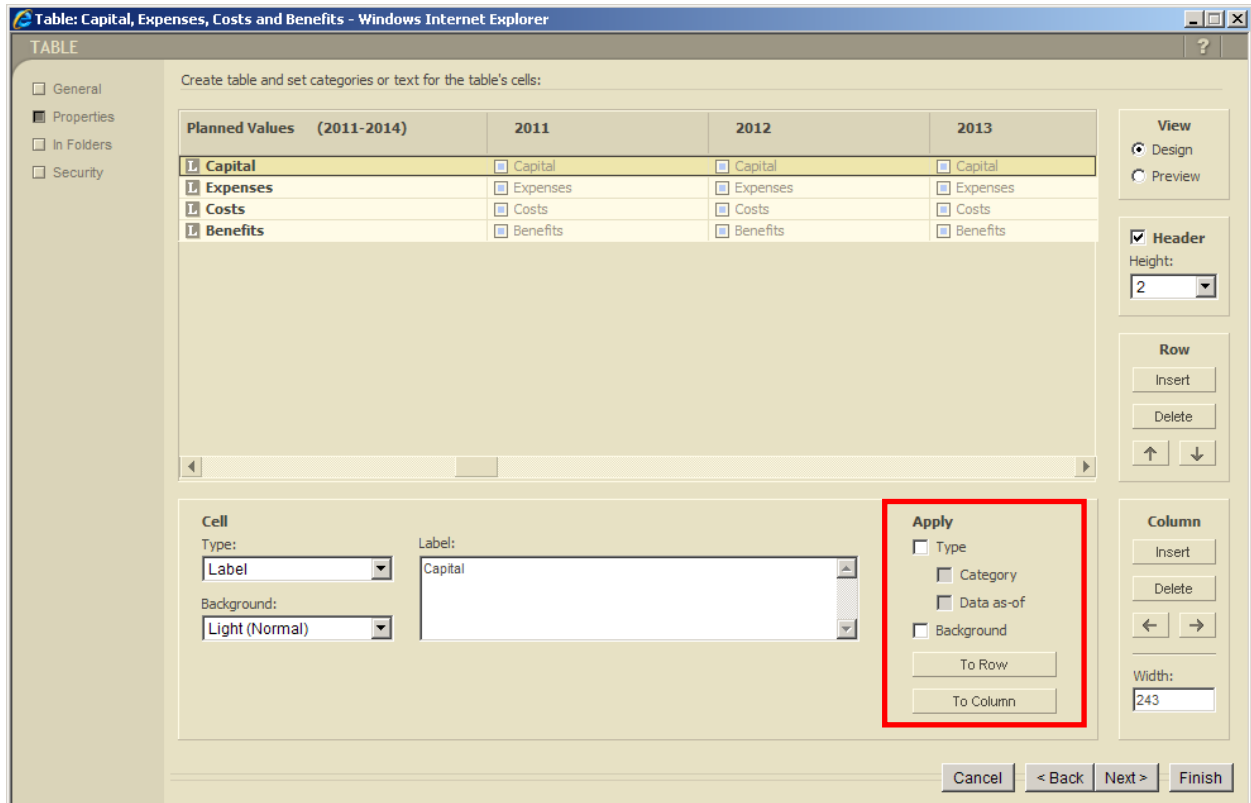 Table: Capital, Expenses, Costs and Benefits - Windows Internet Explorer
TABLE
?
General
Properties
In Folders
Security
Create table and set categories or text for the table's cells:
Planned Values (2011-2014) 2011 2012 2013
L Capital Capital Capital Capital
L Expenses Expenses Expenses Expenses
L Costs Costs Costs Costs
L Benefits Benefits Benefits Benefits
View
Design
Preview
Header
Height:
2
Row
Insert
Delete
Cell
Type:
Label
Background:
Light (Normal)
Label:
Capital
Apply
Type
Category
Data as-of
Background
To Row
To Column
Column
Insert
Delete
Width:
243
Cancel < Back Next > Finish